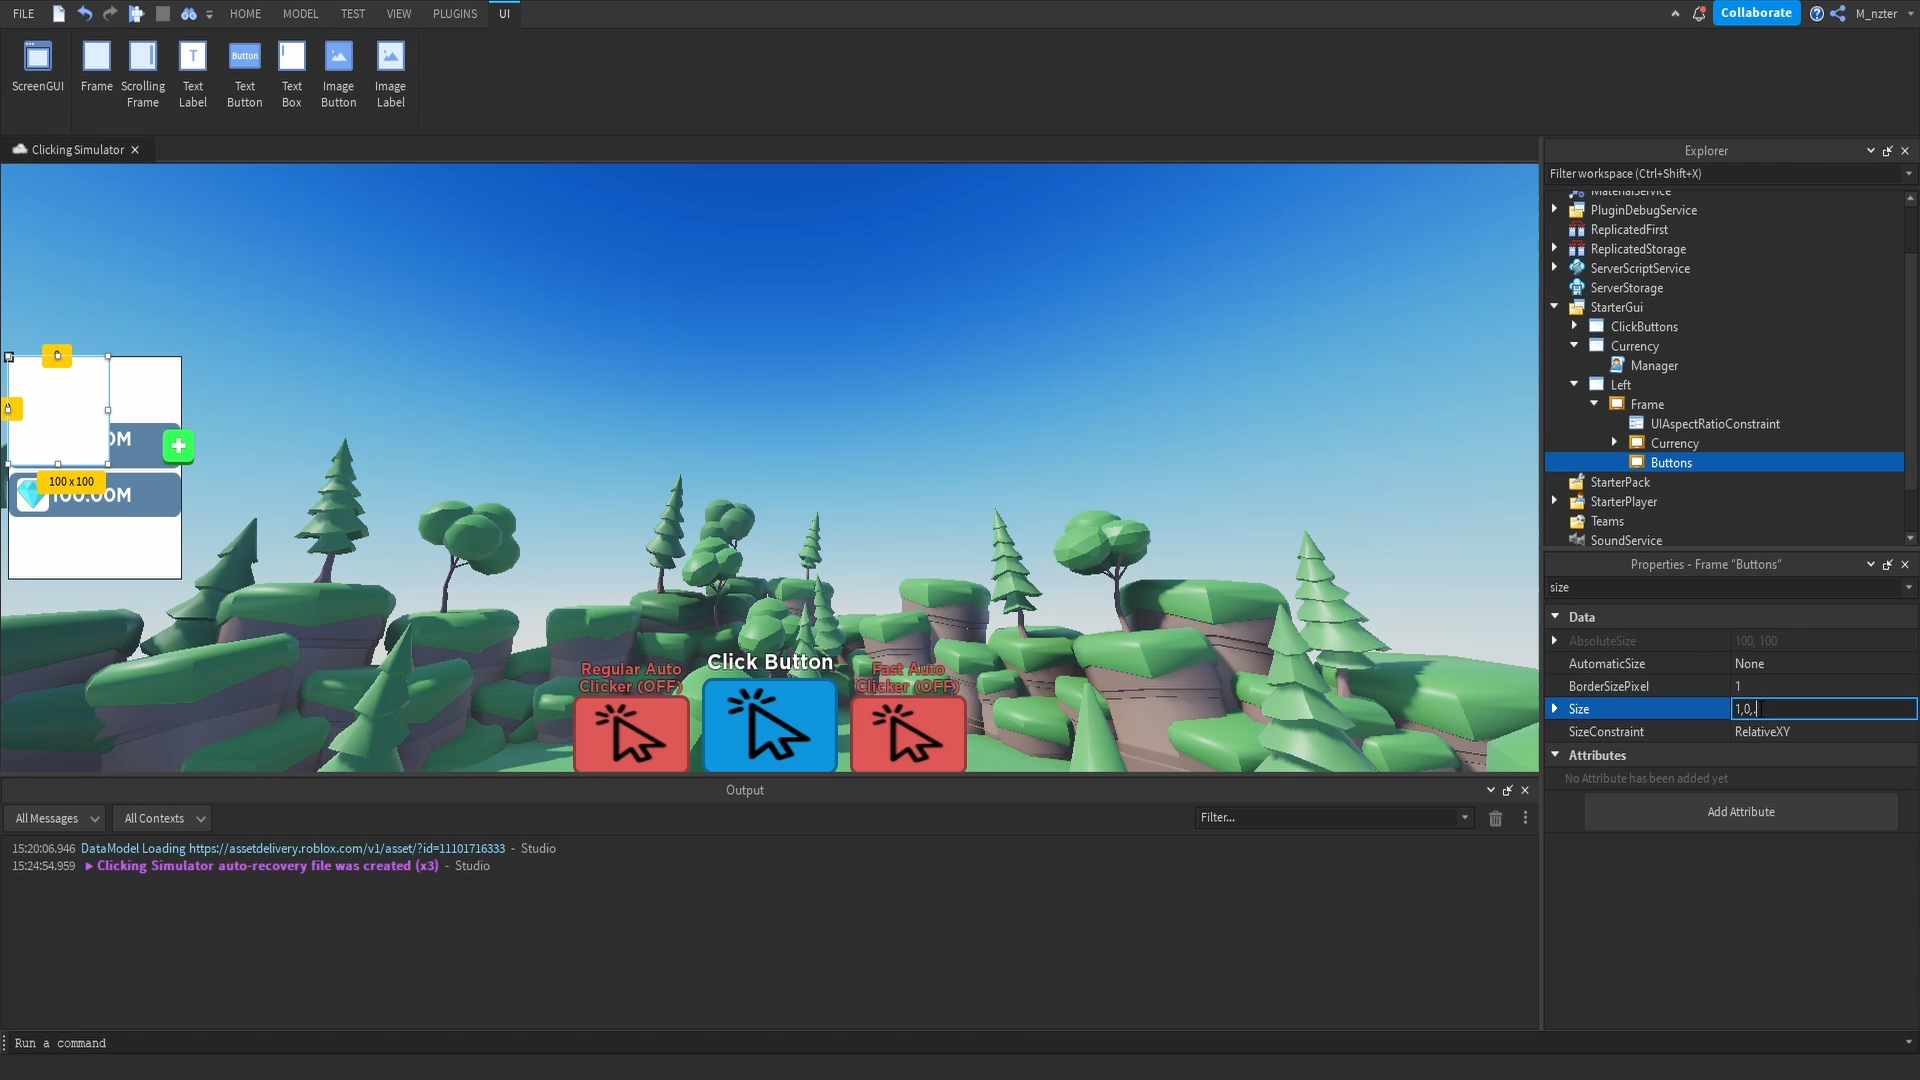 FILE
HOME
MODEL
TEST
VIEW
PLUGINS
UI
Collaborate
M_nzter
ScreenGUI
Frame
Scrolling
Frame
T
Text
Label
Button
Text
Button
Text
Box
Image
Button
Image
Label
Clicking Simulator
Explorer
Filter workspace (Ctrl+Shift+X)
MaterialService
PluginDebugService
ReplicatedFirst
ReplicatedStorage
ServerScriptService
ServerStorage
StarterGui
ClickButtons
Currency
Manager
Left
Frame
UIAspectRatioConstraint
Currency
Buttons
StarterPack
StarterPlayer
Teams
SoundService
100 x 100
100.00M
Regular Auto
Clicker (OFF)
Click Button
Fast Auto
Clicker (OFF)
Properties - Frame "Buttons"
size
Data
AbsoluteSize 100, 100
AutomaticSize None
BorderSizePixel 1
Size 1,0,.
SizeConstraint RelativeXY
Attributes
No Attribute has been added yet
Add Attribute
Output
All Messages
All Contexts
Filter...
15:20:06.946 DataModel Loading https://assetdelivery.roblox.com/v1/asset/?id=11101716333 - Studio
15:24:54.959 Clicking Simulator auto-recovery file was created (x3) - Studio
Run a command